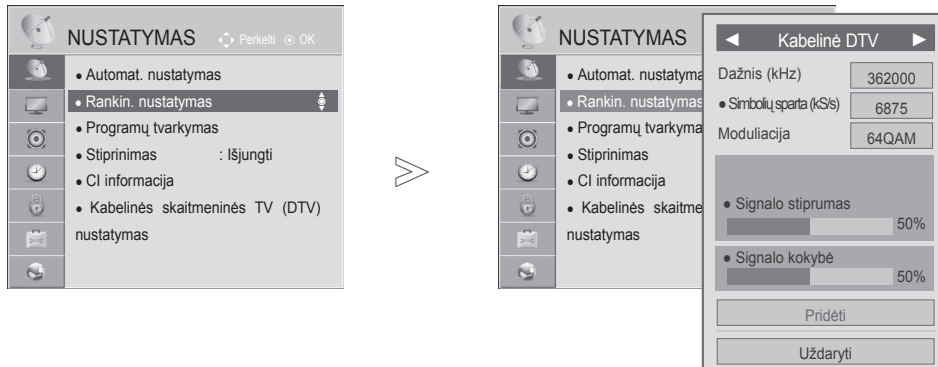 NUSTATYMAS Perkelti OK
• Automat. nustatymas
• Rankin. nustatymas
• Programų tvarkymas
• Stiprinimas : Išjungti
• CI informacija
• Kabelinės skaitmeninės TV (DTV)
nustatymas
>
NUSTATYMAS
• Automat. nustatyma
• Rankin. nustatymas
• Programų tvarkyma
• Stiprinimas
• CI informacija
• Kabelinės skaitme
nustatymas
◄ Kabelinė DTV ►
Dažnis (kHz) 362000
• Simbolių sparta (kS/s) 6875
Moduliacija 64QAM
• Signalo stiprumas
50%
• Signalo kokybė
50%
Pridėti
Uždaryti